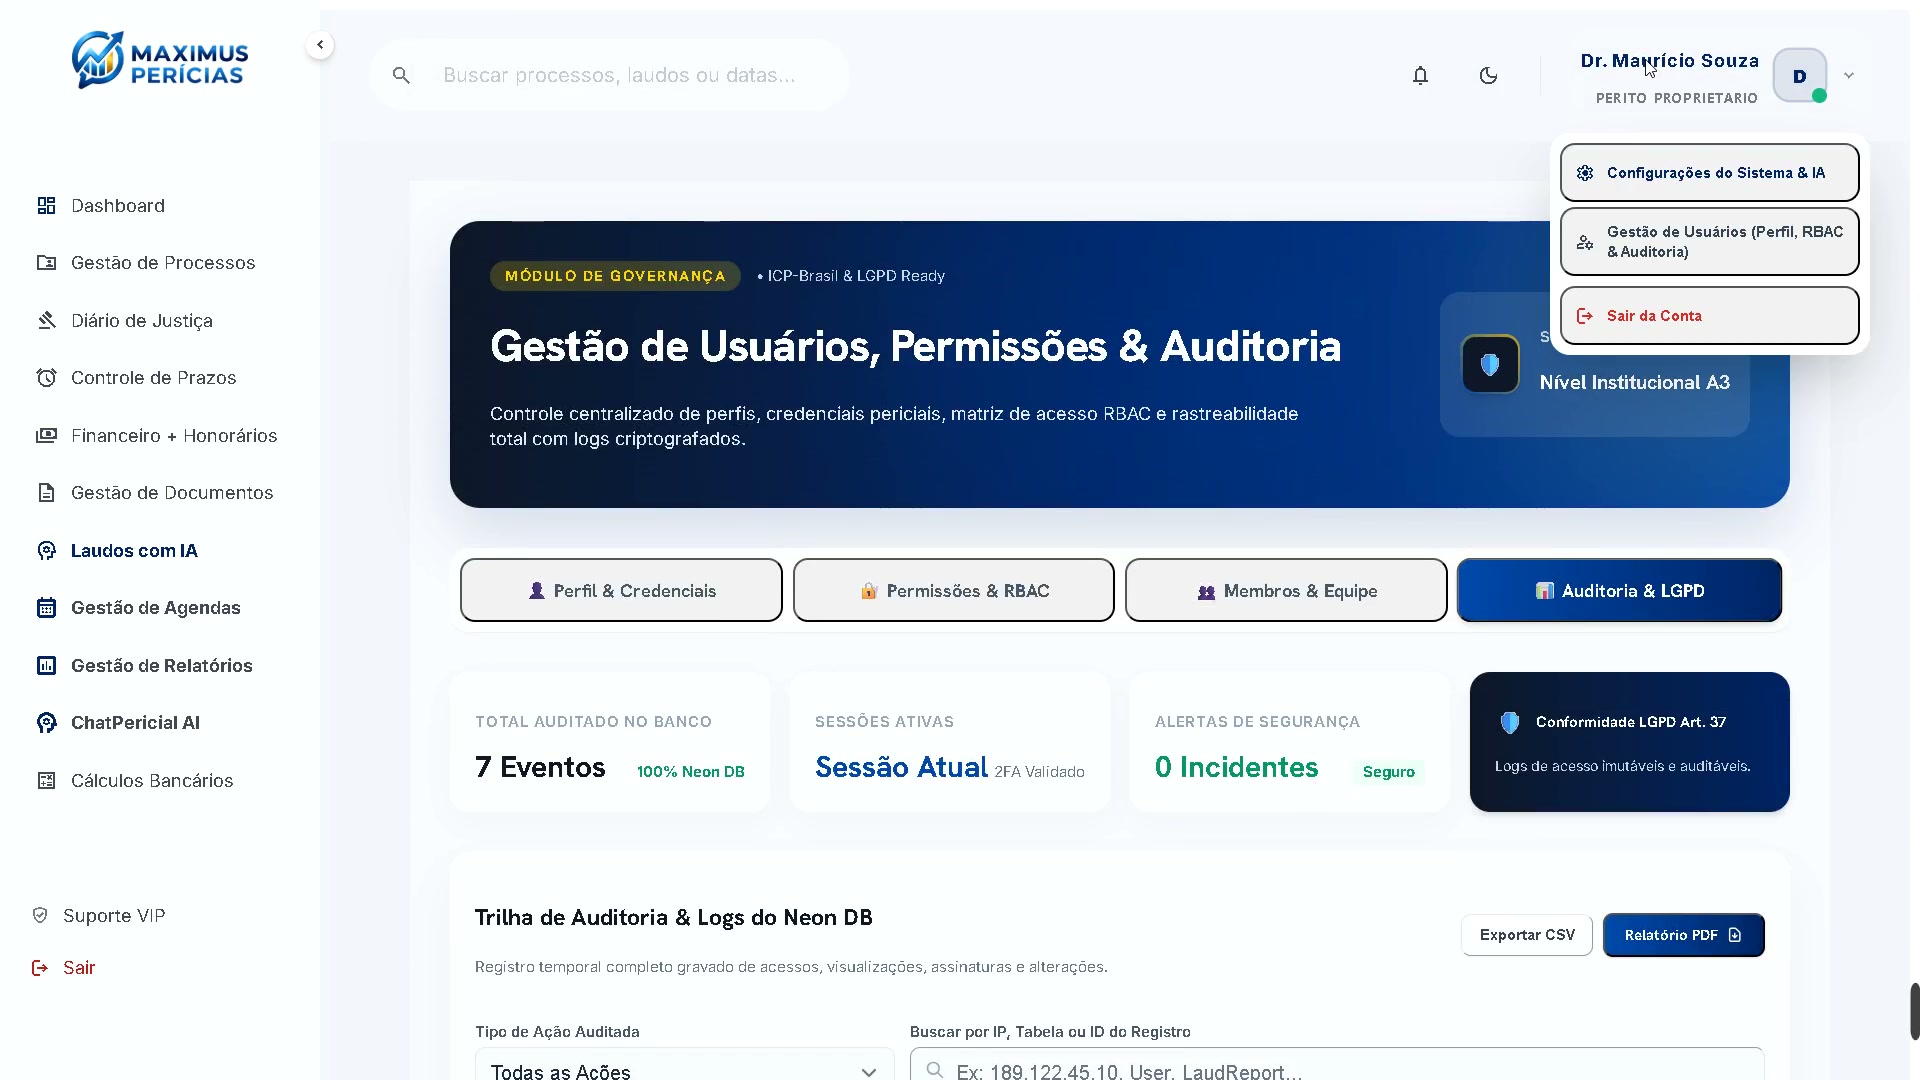 MAXIMUS
PERÍCIAS
Dashboard
Gestão de Processos
Diário de Justiça
Controle de Prazos
Financeiro + Honorários
Gestão de Documentos
Laudos com IA
Gestão de Agendas
Gestão de Relatórios
ChatPericial AI
Cálculos Bancários
Suporte VIP
Sair
Buscar processos, laudos ou datas...
Dr. Maurício Souza
PERITO PROPRIETARIO
D
Configurações do Sistema & IA
Gestão de Usuários (Perfil, RBAC
& Auditoria)
Sair da Conta
MÓDULO DE GOVERNANÇA
• ICP-Brasil & LGPD Ready
Gestão de Usuários, Permissões & Auditoria
Controle centralizado de perfis, credenciais periciais, matriz de acesso RBAC e rastreabilidade
total com logs criptografados.
Nível Institucional A3
Perfil & Credenciais
Permissões & RBAC
Membros & Equipe
Auditoria & LGPD
TOTAL AUDITADO NO BANCO
7 Eventos
100% Neon DB
SESSÕES ATIVAS
Sessão Atual
2FA Validado
ALERTAS DE SEGURANÇA
0 Incidentes
Seguro
Conformidade LGPD Art. 37
Logs de acesso imutáveis e auditáveis.
Trilha de Auditoria & Logs do Neon DB
Registro temporal completo gravado de acessos, visualizações, assinaturas e alterações.
Exportar CSV
Relatório PDF
Tipo de Ação Auditada
Todas as Ações
Buscar por IP, Tabela ou ID do Registro
Ex: 189.122.45.10, User, LaudReport...